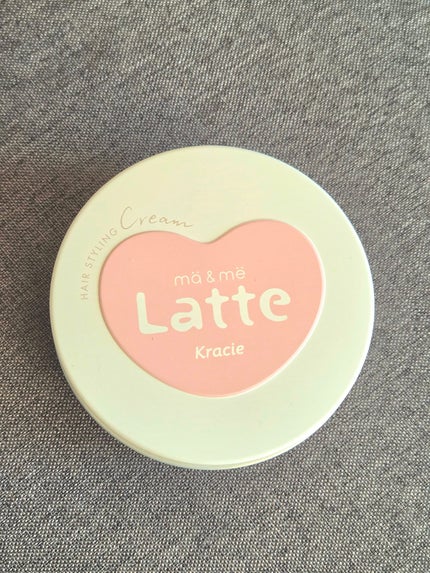 HAIR STYLING Cream
mä & më
Latte
Kracie